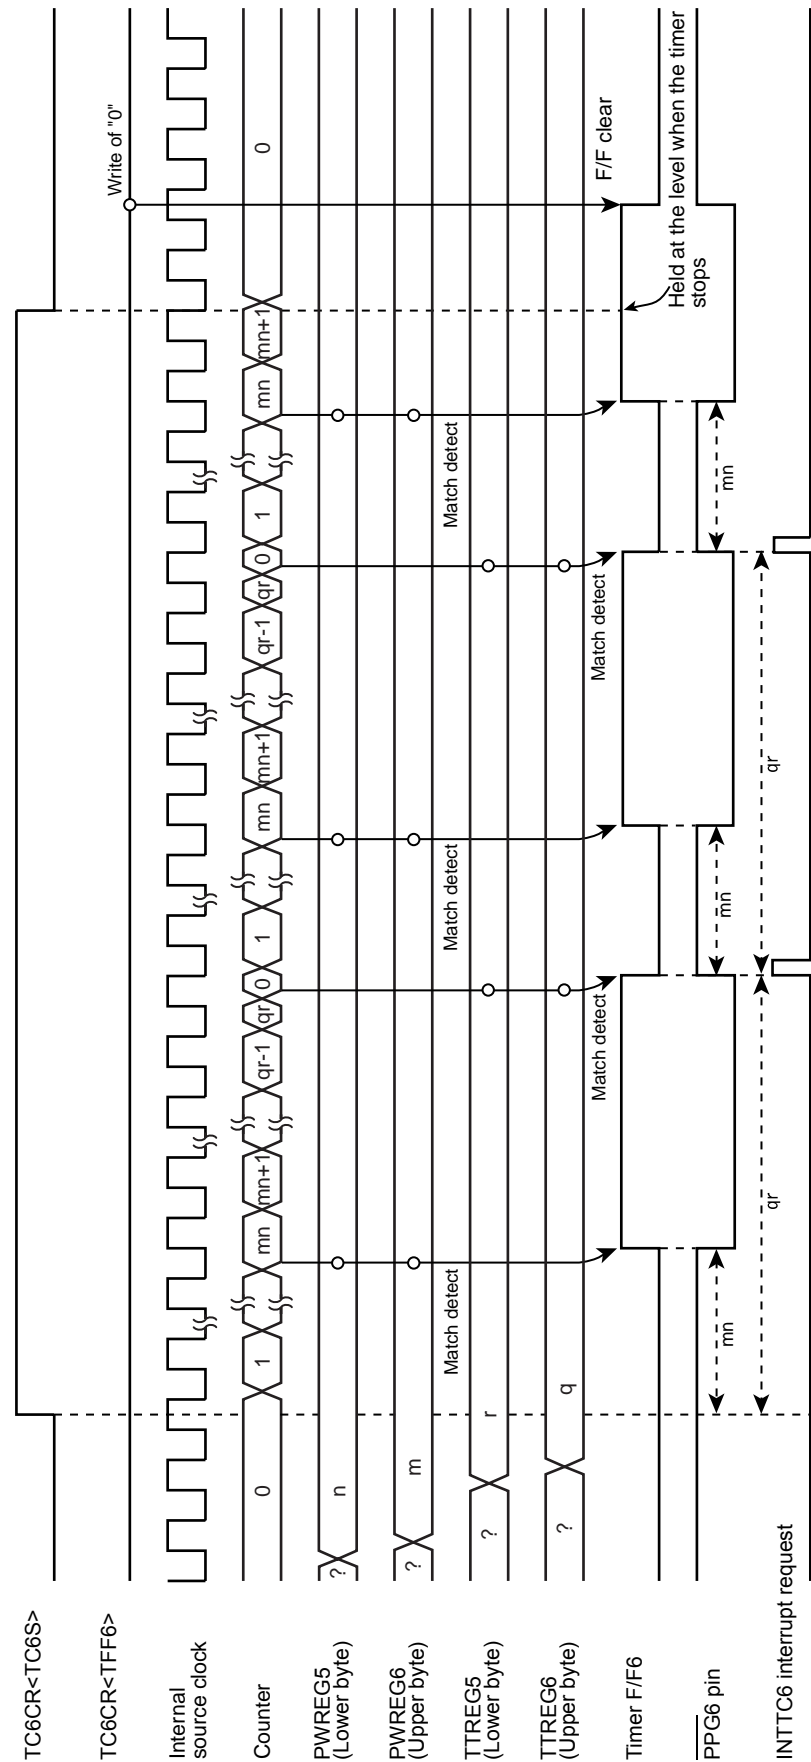 TC6CR<TC6S>
TC6CR<TFF6>
Write of "0"
Internal
source clock
Counter
0
1
mn
mn+1
qr-1
qr
0
1
mn
mn+1
qr-1
qr
0
1
mn
mn+1
0
PWREG5
(Lower byte)
?
n
PWREG6
(Upper byte)
?
m
Match detect
Match detect
Match detect
TTREG5
(Lower byte)
?
r
TTREG6
(Upper byte)
?
q
Match detect
Match detect
F/F clear
Timer F/F6
Held at the level when the timer
stops
PPG6 pin
mn
mn
mn
qr
qr
INTTC6 interrupt request